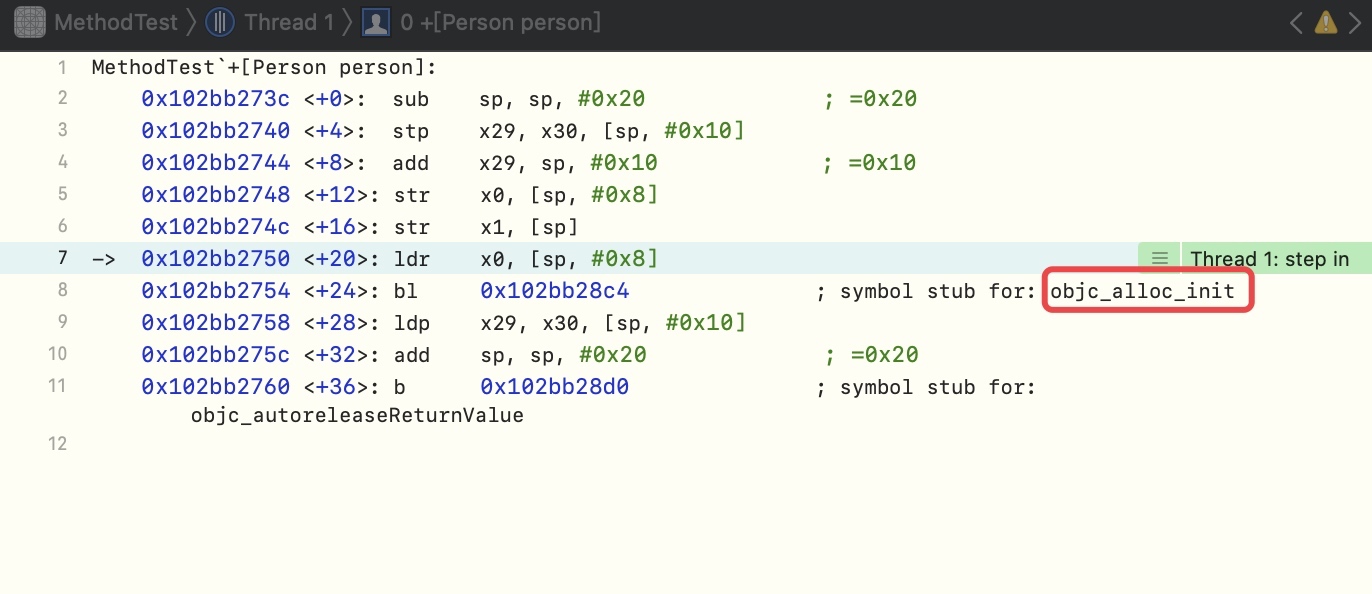 MethodTest Thread 1 0 +[Person person]
1 MethodTest`+[Person person]:
2 0x102bb273c <+0>: sub sp, sp, #0x20 ; =0x20
3 0x102bb2740 <+4>: stp x29, x30, [sp, #0x10]
4 0x102bb2744 <+8>: add x29, sp, #0x10 ; =0x10
5 0x102bb2748 <+12>: str x0, [sp, #0x8]
6 0x102bb274c <+16>: str x1, [sp]
7 -> 0x102bb2750 <+20>: ldr x0, [sp, #0x8] Thread 1: step in
8 0x102bb2754 <+24>: bl 0x102bb28c4 ; symbol stub for: objc_alloc_init
9 0x102bb2758 <+28>: ldp x29, x30, [sp, #0x10]
10 0x102bb275c <+32>: add sp, sp, #0x20 ; =0x20
11 0x102bb2760 <+36>: b 0x102bb28d0 ; symbol stub for:
objc_autoreleaseReturnValue
12